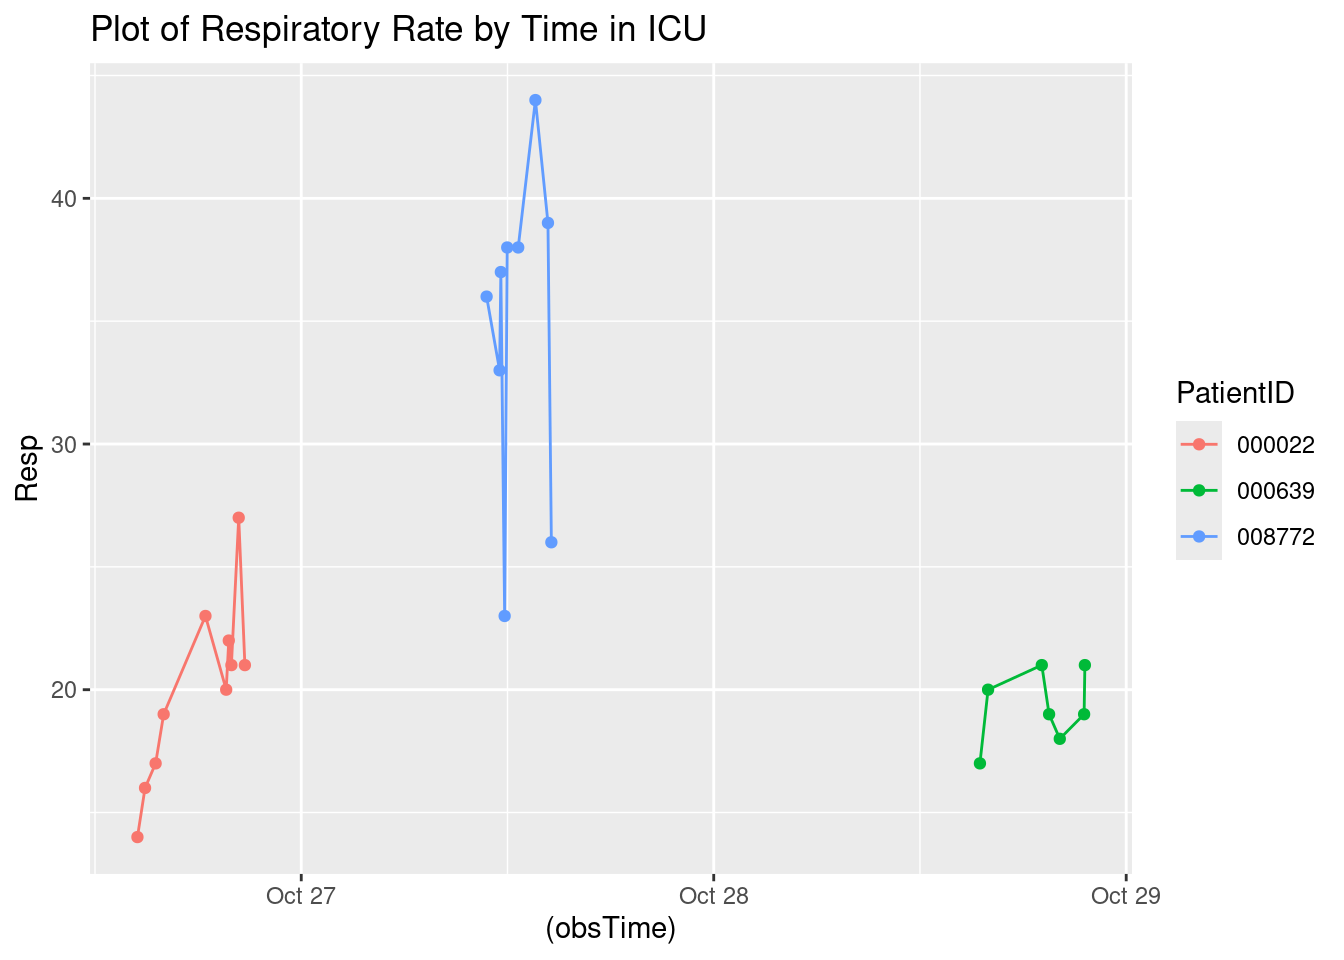 Plot of Respiratory Rate by Time in ICU
Resp
40
30
20
Oct 27
Oct 28
Oct 29
(obsTime)
PatientID
000022
000639
008772